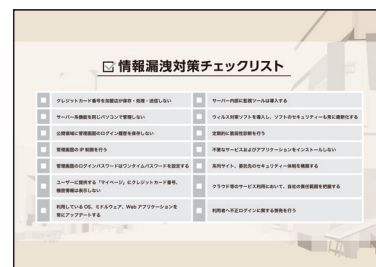 情報漏洩対策チェックリスト
クレジットカード番号を加盟店が保存・処理・送信しない
サーバー各機能を同じパソコンで管理しない
公開領域に管理画面のログイン履歴を保存しない
管理画面の IP 制限を行う
管理画面のログインパスワードはワンタイムパスワードを設定する
ユーザーに提供する「マイページ」にクレジットカード番号、
機密情報は表示しない
利用している OS、ミドルウェア、Web アプリケーションを
常にアップデートする
サーバー内部に監視ツールは導入する
ウィルス対策ソフトを導入し、ソフトのセキュリティーも常に最新化する
定期的に脆弱性診断を行う
不要なサービスおよびアプリケーションをインストールしない
系列サイト、委託先のセキュリティー体制を構築する
クラウド等のサービス利用において、自社の責任範囲を把握する
利用者へ不正ログインに関する啓発を行う